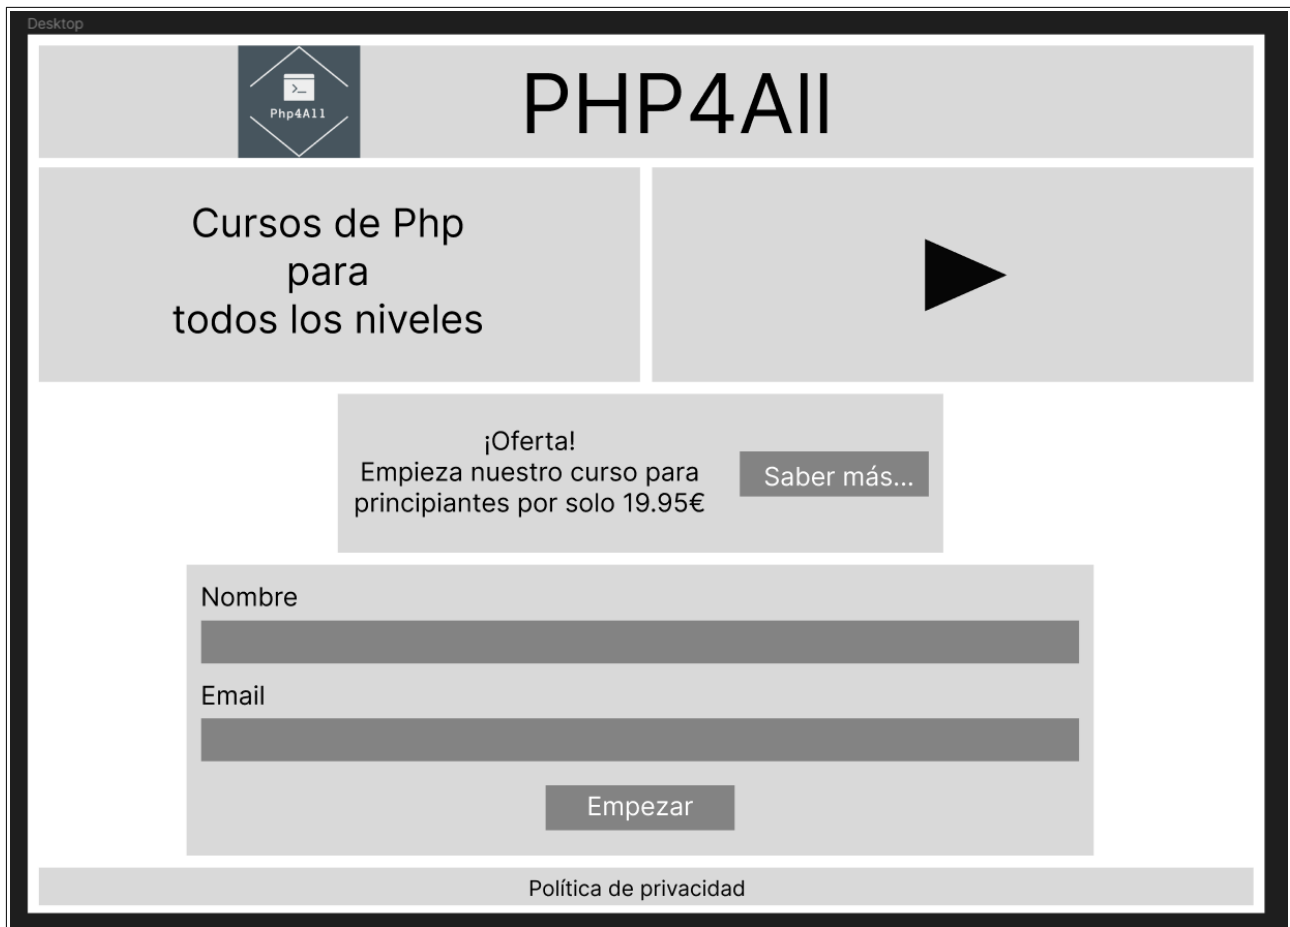 Desktop
>_
Php4All
PHP4All
Cursos de Php
para
todos los niveles
¡Oferta!
Empieza nuestro curso para
principiantes por solo 19.95€
Saber más...
Nombre
Email
Empezar
Política de privacidad